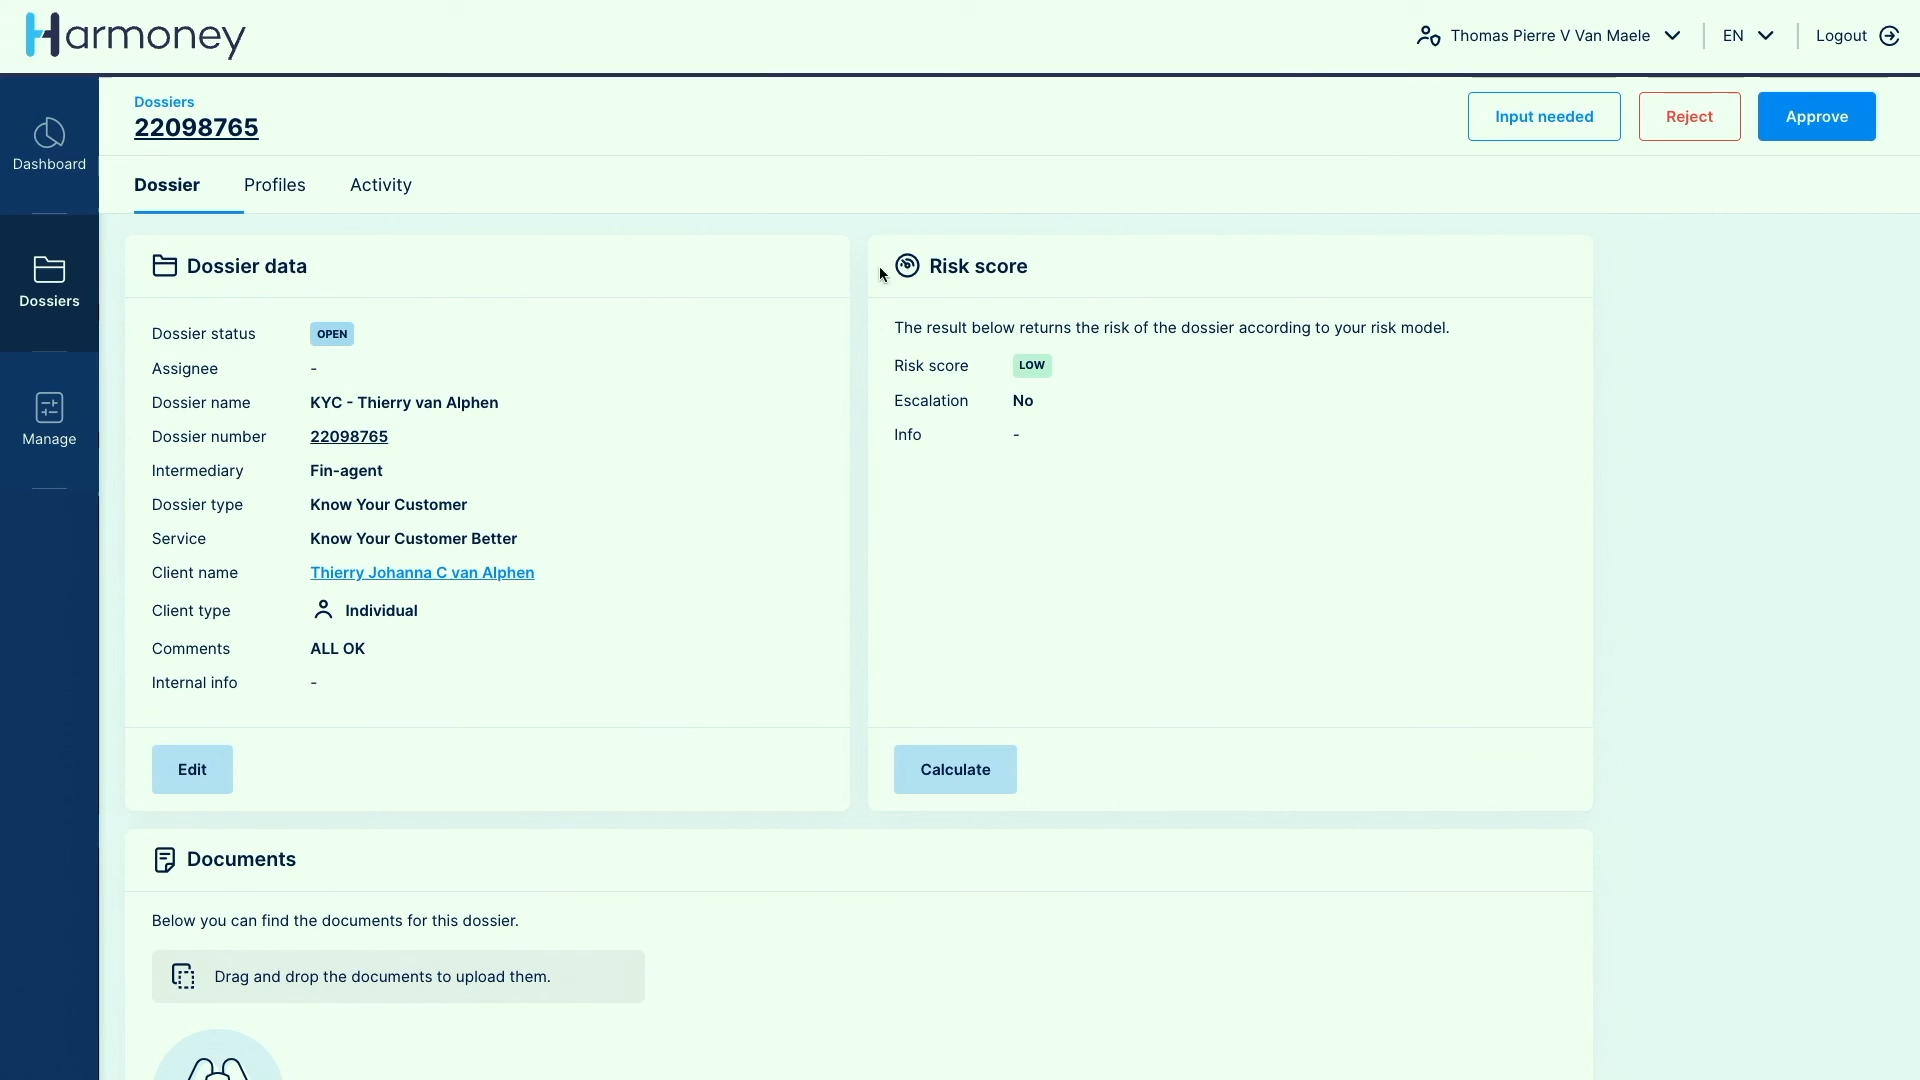 Harmoney
Thomas Pierre V Van Maele
EN
Logout
Dossiers
22098765
Input needed
Reject
Approve
Dashboard
Dossiers
Manage
Dossier
Profiles
Activity
Dossier data
Dossier status OPEN
Assignee -
Dossier name KYC - Thierry van Alphen
Dossier number 22098765
Intermediary Fin-agent
Dossier type Know Your Customer
Service Know Your Customer Better
Client name Thierry Johanna C van Alphen
Client type Individual
Comments ALL OK
Internal info -
Edit
Risk score
The result below returns the risk of the dossier according to your risk model.
Risk score LOW
Escalation No
Info -
Calculate
Documents
Below you can find the documents for this dossier.
Drag and drop the documents to upload them.